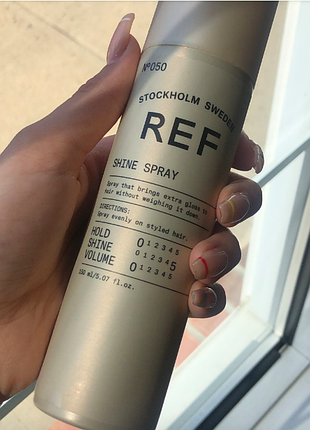 Nº050
STOCKHOLM SWEDEN
REF
SHINE SPRAY
Spray that brings extra gloss to
hair without weighing it down.
DIRECTIONS:
Spray evenly on styled hair.
HOLD 0 1 2 3 4 5
SHINE 0 1 2 3 4 5
VOLUME 0 1 2 3 4 5
150 ml/5.07 fl.oz.